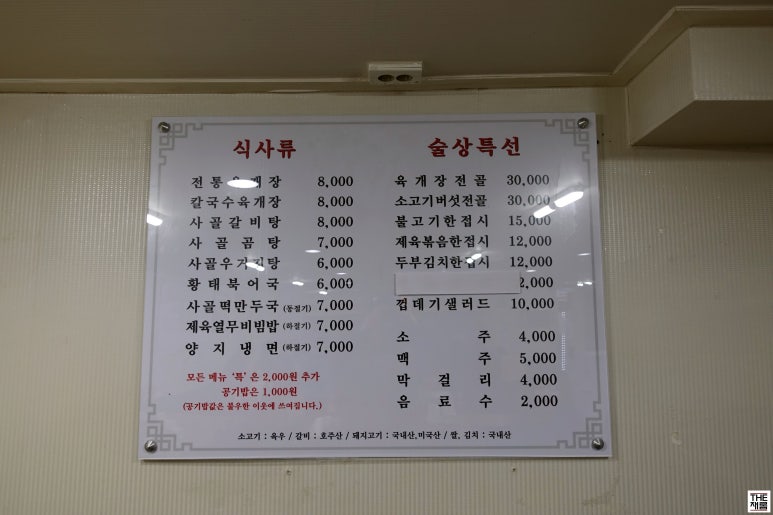 식사류
전통육개장 8,000
칼국수육개장 8,000
사골갈비탕 8,000
사골곰탕 7,000
사골우거지탕 6,000
황태북어국 6,000
사골떡만두국 (동절기) 7,000
제육열무비빔밥 (하절기) 7,000
양지냉면 (하절기) 7,000
모든 메뉴 '특'은 2,000원 추가
공기밥은 1,000원
(공기밥값은 불우한 이웃에 쓰여집니다.)
술상특선
육개장전골 30,000
소고기버섯전골 30,000
불고기한접시 15,000
제육볶음한접시 12,000
두부김치한접시 12,000
2,000
껍데기샐러드 10,000
소주 4,000
맥주 5,000
막걸리 4,000
음료수 2,000
소고기 : 육우 / 갈비 : 호주산 / 돼지고기 : 국내산,미국산 / 쌀, 김치 : 국내산
THE
재물